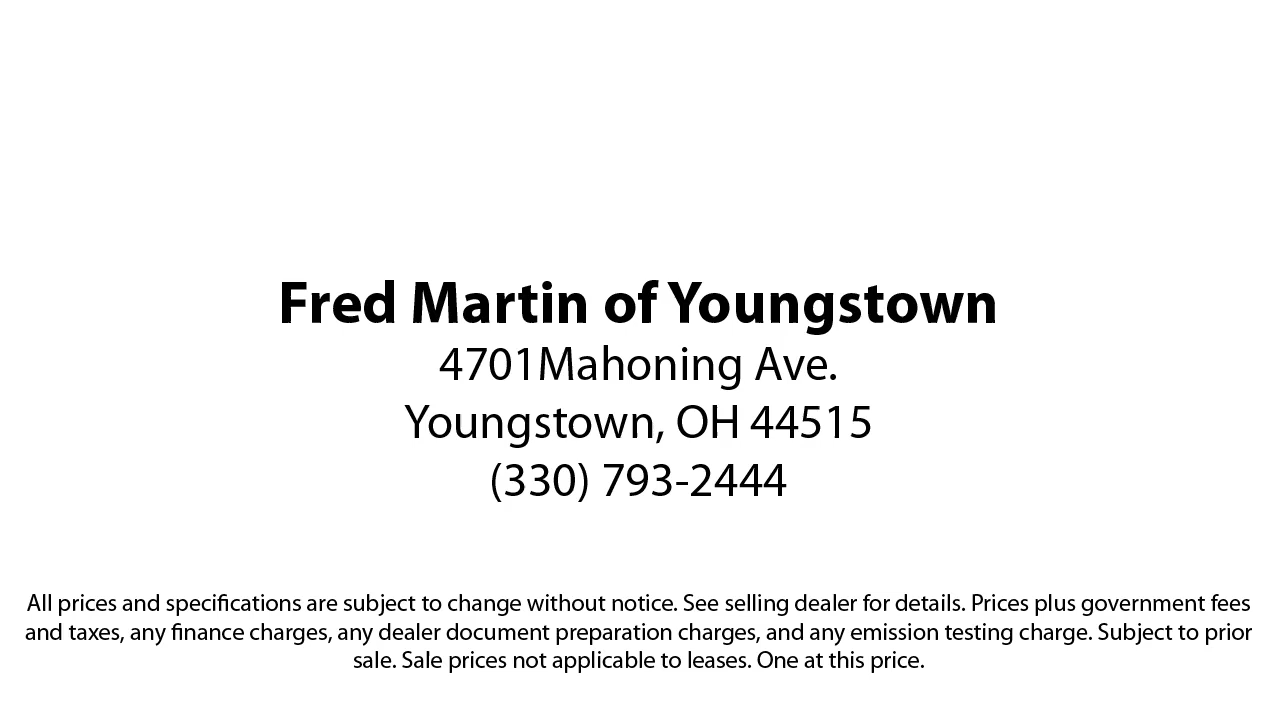 Fred Martin of Youngstown
4701Mahoning Ave.
Youngstown, OH 44515
(330) 793-2444
All prices and specifications are subject to change without notice. See selling dealer for details. Prices plus government fees
and taxes, any finance charges, any dealer document preparation charges, and any emission testing charge. Subject to prior
sale. Sale prices not applicable to leases. One at this price.